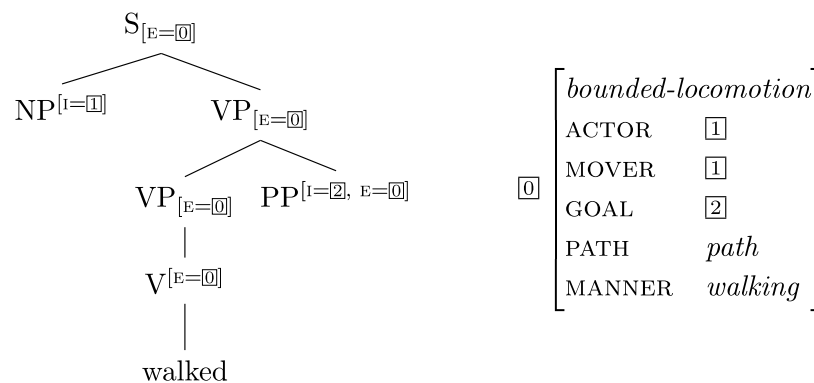 S[E=0]
NP[I=1] VP[E=0]
VP[E=0] PP[I=2, E=0]
V[E=0]
walked
0
bounded-locomotion
ACTOR 1
MOVER 1
GOAL 2
PATH path
MANNER walking